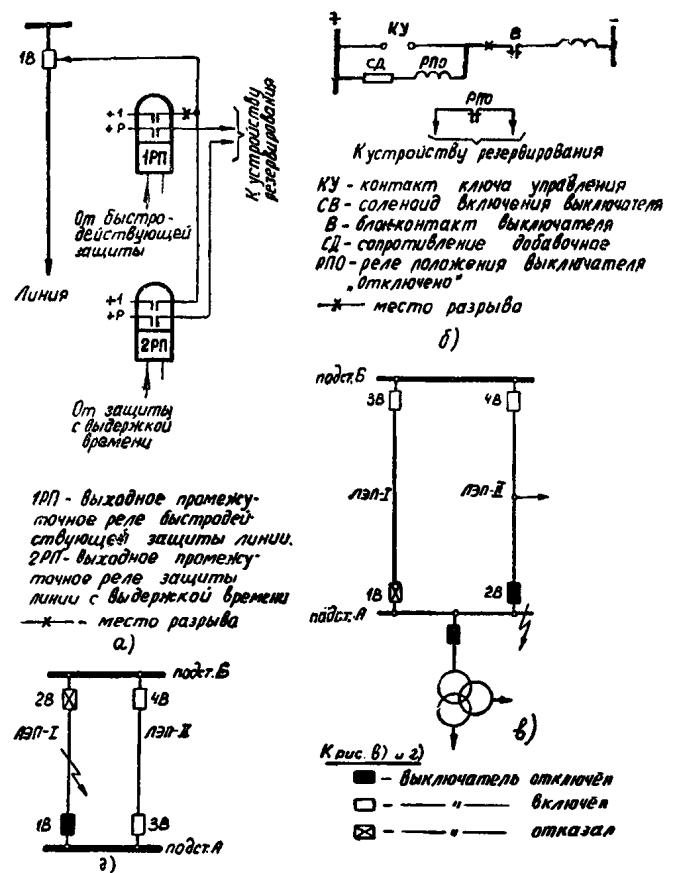 1В
+1
+Р
1РП
К устройству
резервирования
От быстро-
действующей
защиты
Линия
+1
+Р
2РП
От защиты
с выдержкой
времени
1РП - выходное промежу-
точное реле быстродей-
ствующей защиты линии.
2РП- выходное промежу-
точное реле защиты
линии с выдержкой времени
—×— - место разрыва
а)
+
КУ
В
-
СД
РПО
РПО
К устройству резервирования
КУ - контакт ключа управления
СВ - соленоид включения выключателя
В - блок-контакт выключателя
СД - сопротивление добавочное
РПО - реле положения выключателя
„Отключено"
—×— место разрыва
б)
подст. Б
3В
4В
ЛЭП-I
ЛЭП-II
1В
2В
подст. А
в)
подст. Б
2В
4В
ЛЭП-I
ЛЭП-II
1В
3В
подст. А
г)
К рис. в) и г)
- выключатель отключён
- —— „ —— включён
- —— „ —— отказал